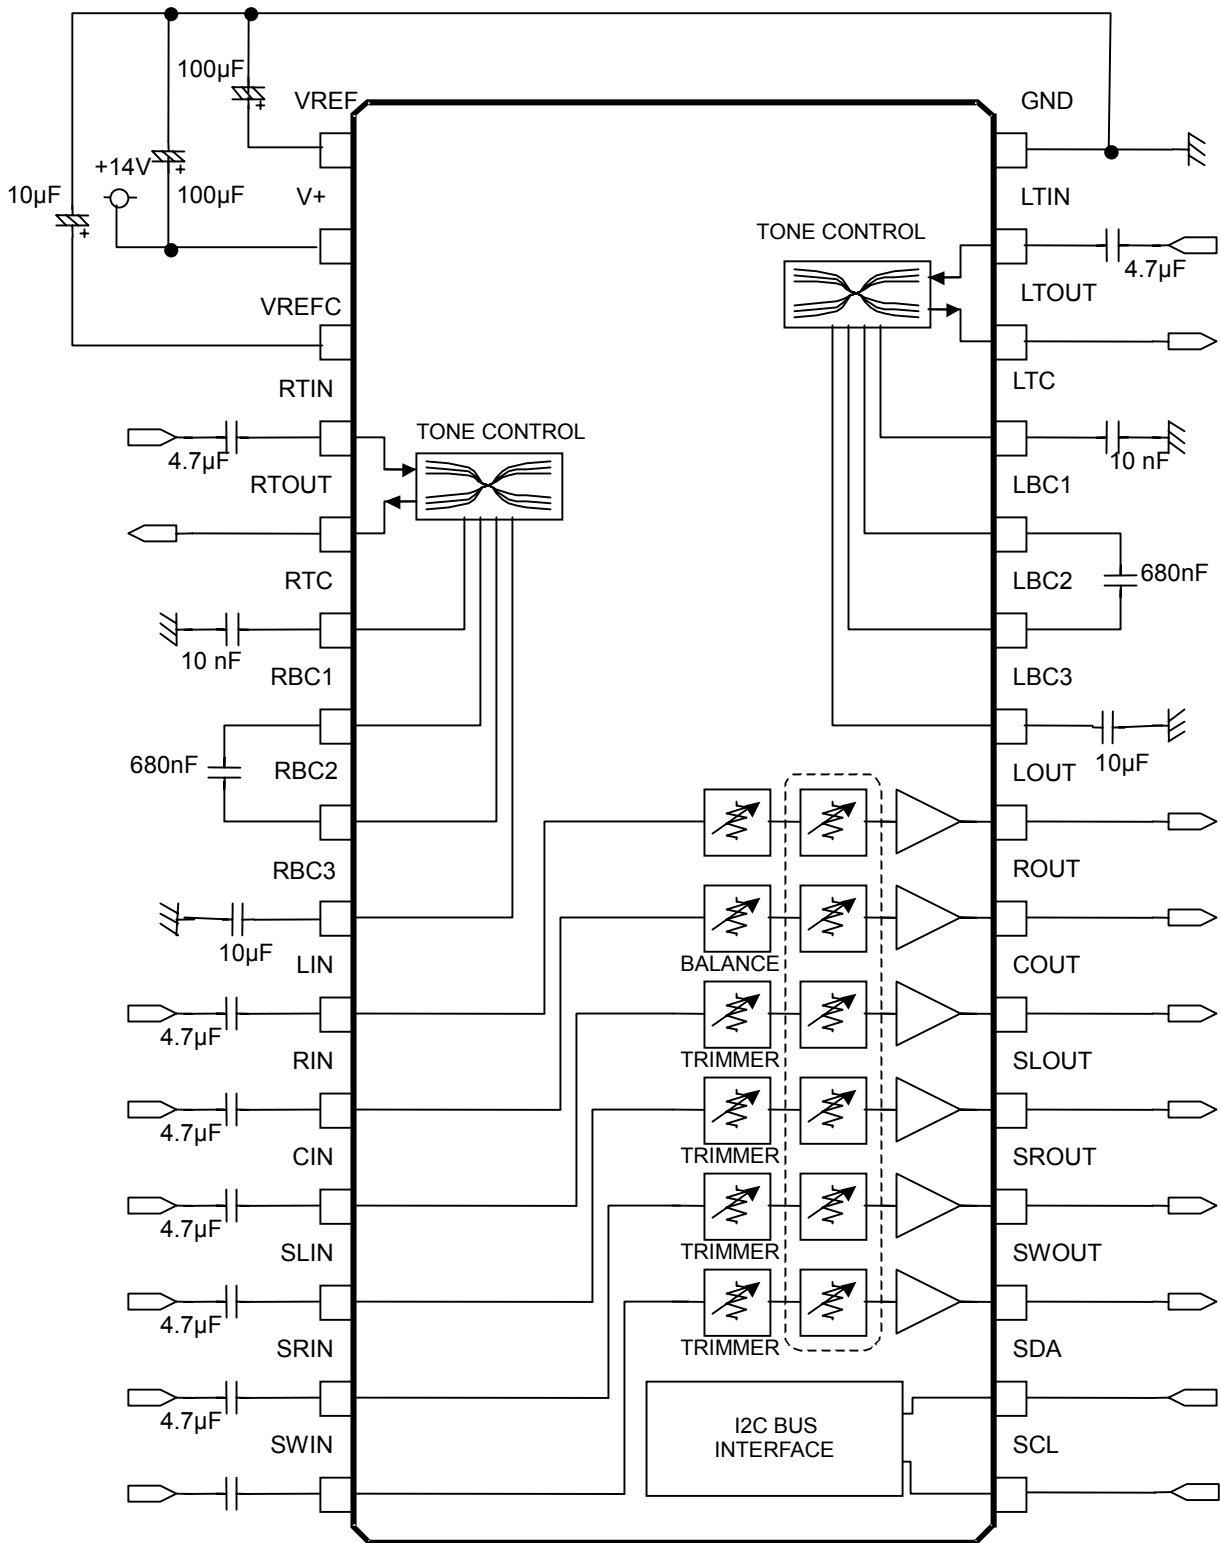 100µF
VREF
GND
+14V
10µF
100µF
V+
LTIN
TONE CONTROL
4.7µF
VREFC
LTOUT
RTIN
LTC
TONE CONTROL
4.7µF
10 nF
RTOUT
LBC1
RTC
LBC2
680nF
10 nF
RBC1
LBC3
680nF
RBC2
LOUT
10µF
RBC3
ROUT
10µF
LIN
BALANCE
COUT
4.7µF
RIN
TRIMMER
SLOUT
4.7µF
CIN
TRIMMER
SROUT
4.7µF
SLIN
TRIMMER
SWOUT
4.7µF
SRIN
TRIMMER
SDA
4.7µF
SWIN
I2C BUS
INTERFACE
SCL